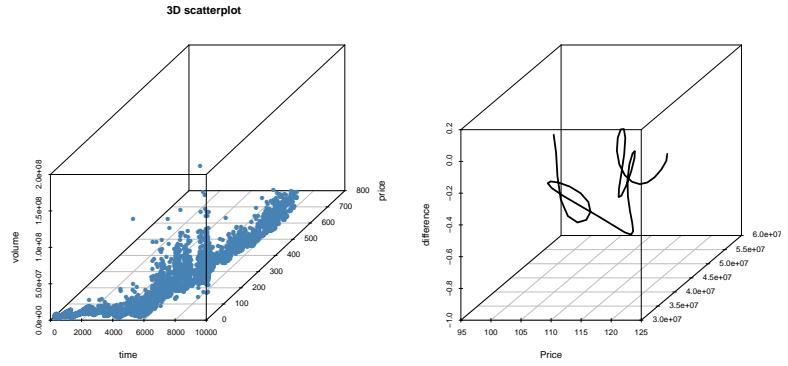 3D scatterplot
volume
0.0e+00 5.0e+07 1.0e+08 1.5e+08 2.0e+08
0 2000 4000 6000 8000 10000
time
0 100 200 300 400 500 600 700 800
price
difference
−1.0 −0.8 −0.6 −0.4 −0.2 0.0 0.2
95 100 105 110 115 120 125
Price
3.0e+07 3.5e+07 4.0e+07 4.5e+07 5.0e+07 5.5e+07 6.0e+07